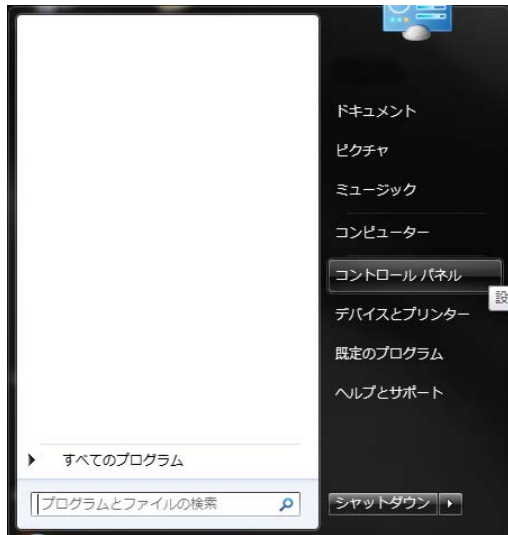 ドキュメント
ピクチャ
ミュージック
コンピューター
コントロール パネル
設
デバイスとプリンター
既定のプログラム
ヘルプとサポート
すべてのプログラム
プログラムとファイルの検索
シャットダウン